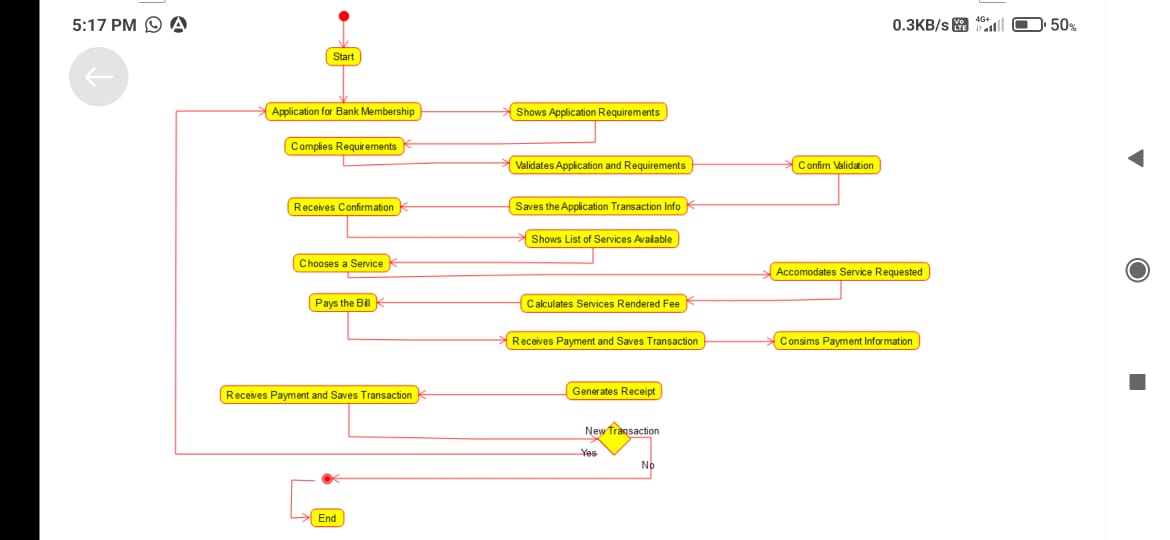 5:17 PM
0.3KB/s Vo LTE 4G+ 50%
Start
Application for Bank Membership
Shows Application Requirements
Complies Requirements
Validates Application and Requirements
Confirm Validation
Receives Confirmation
Saves the Application Transaction Info
Shows List of Services Available
Chooses a Service
Accomodates Service Requested
Pays the Bill
Calculates Services Rendered Fee
Receives Payment and Saves Transaction
Consims Payment Information
Receives Payment and Saves Transaction
Generates Receipt
New Transaction
Yes
No
End